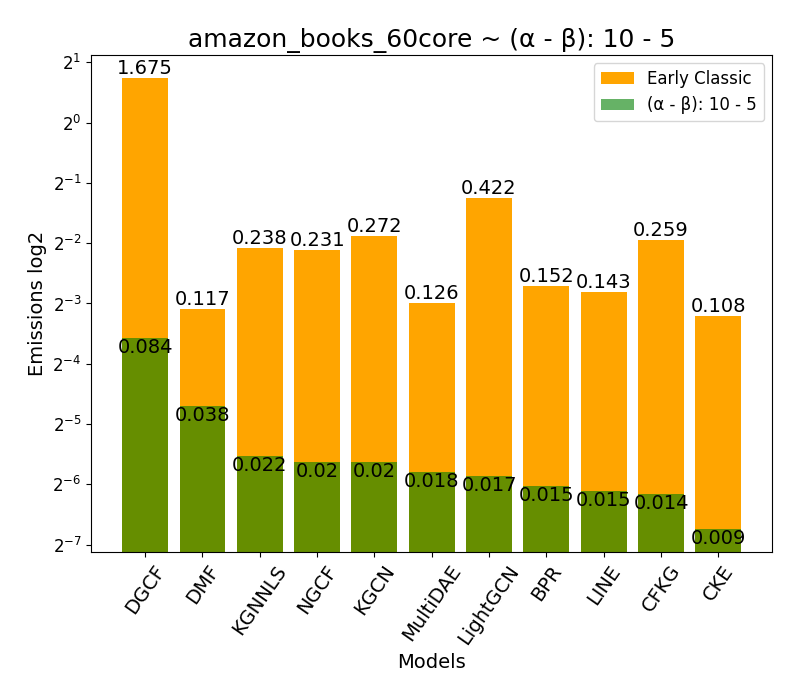 amazon_books_60core ~ (α - β): 10 - 5
Early Classic
(α - β): 10 - 5
Emissions log2
2^1
2^0
2^-1
2^-2
2^-3
2^-4
2^-5
2^-6
2^-7
1.675
0.117
0.238
0.231
0.272
0.126
0.422
0.152
0.143
0.259
0.108
0.084
0.038
0.022
0.02
0.02
0.018
0.017
0.015
0.015
0.014
0.009
DGCF
DMF
KGNNLS
NGCF
KGCN
MultiDAE
LightGCN
BPR
LINE
CFKG
CKE
Models